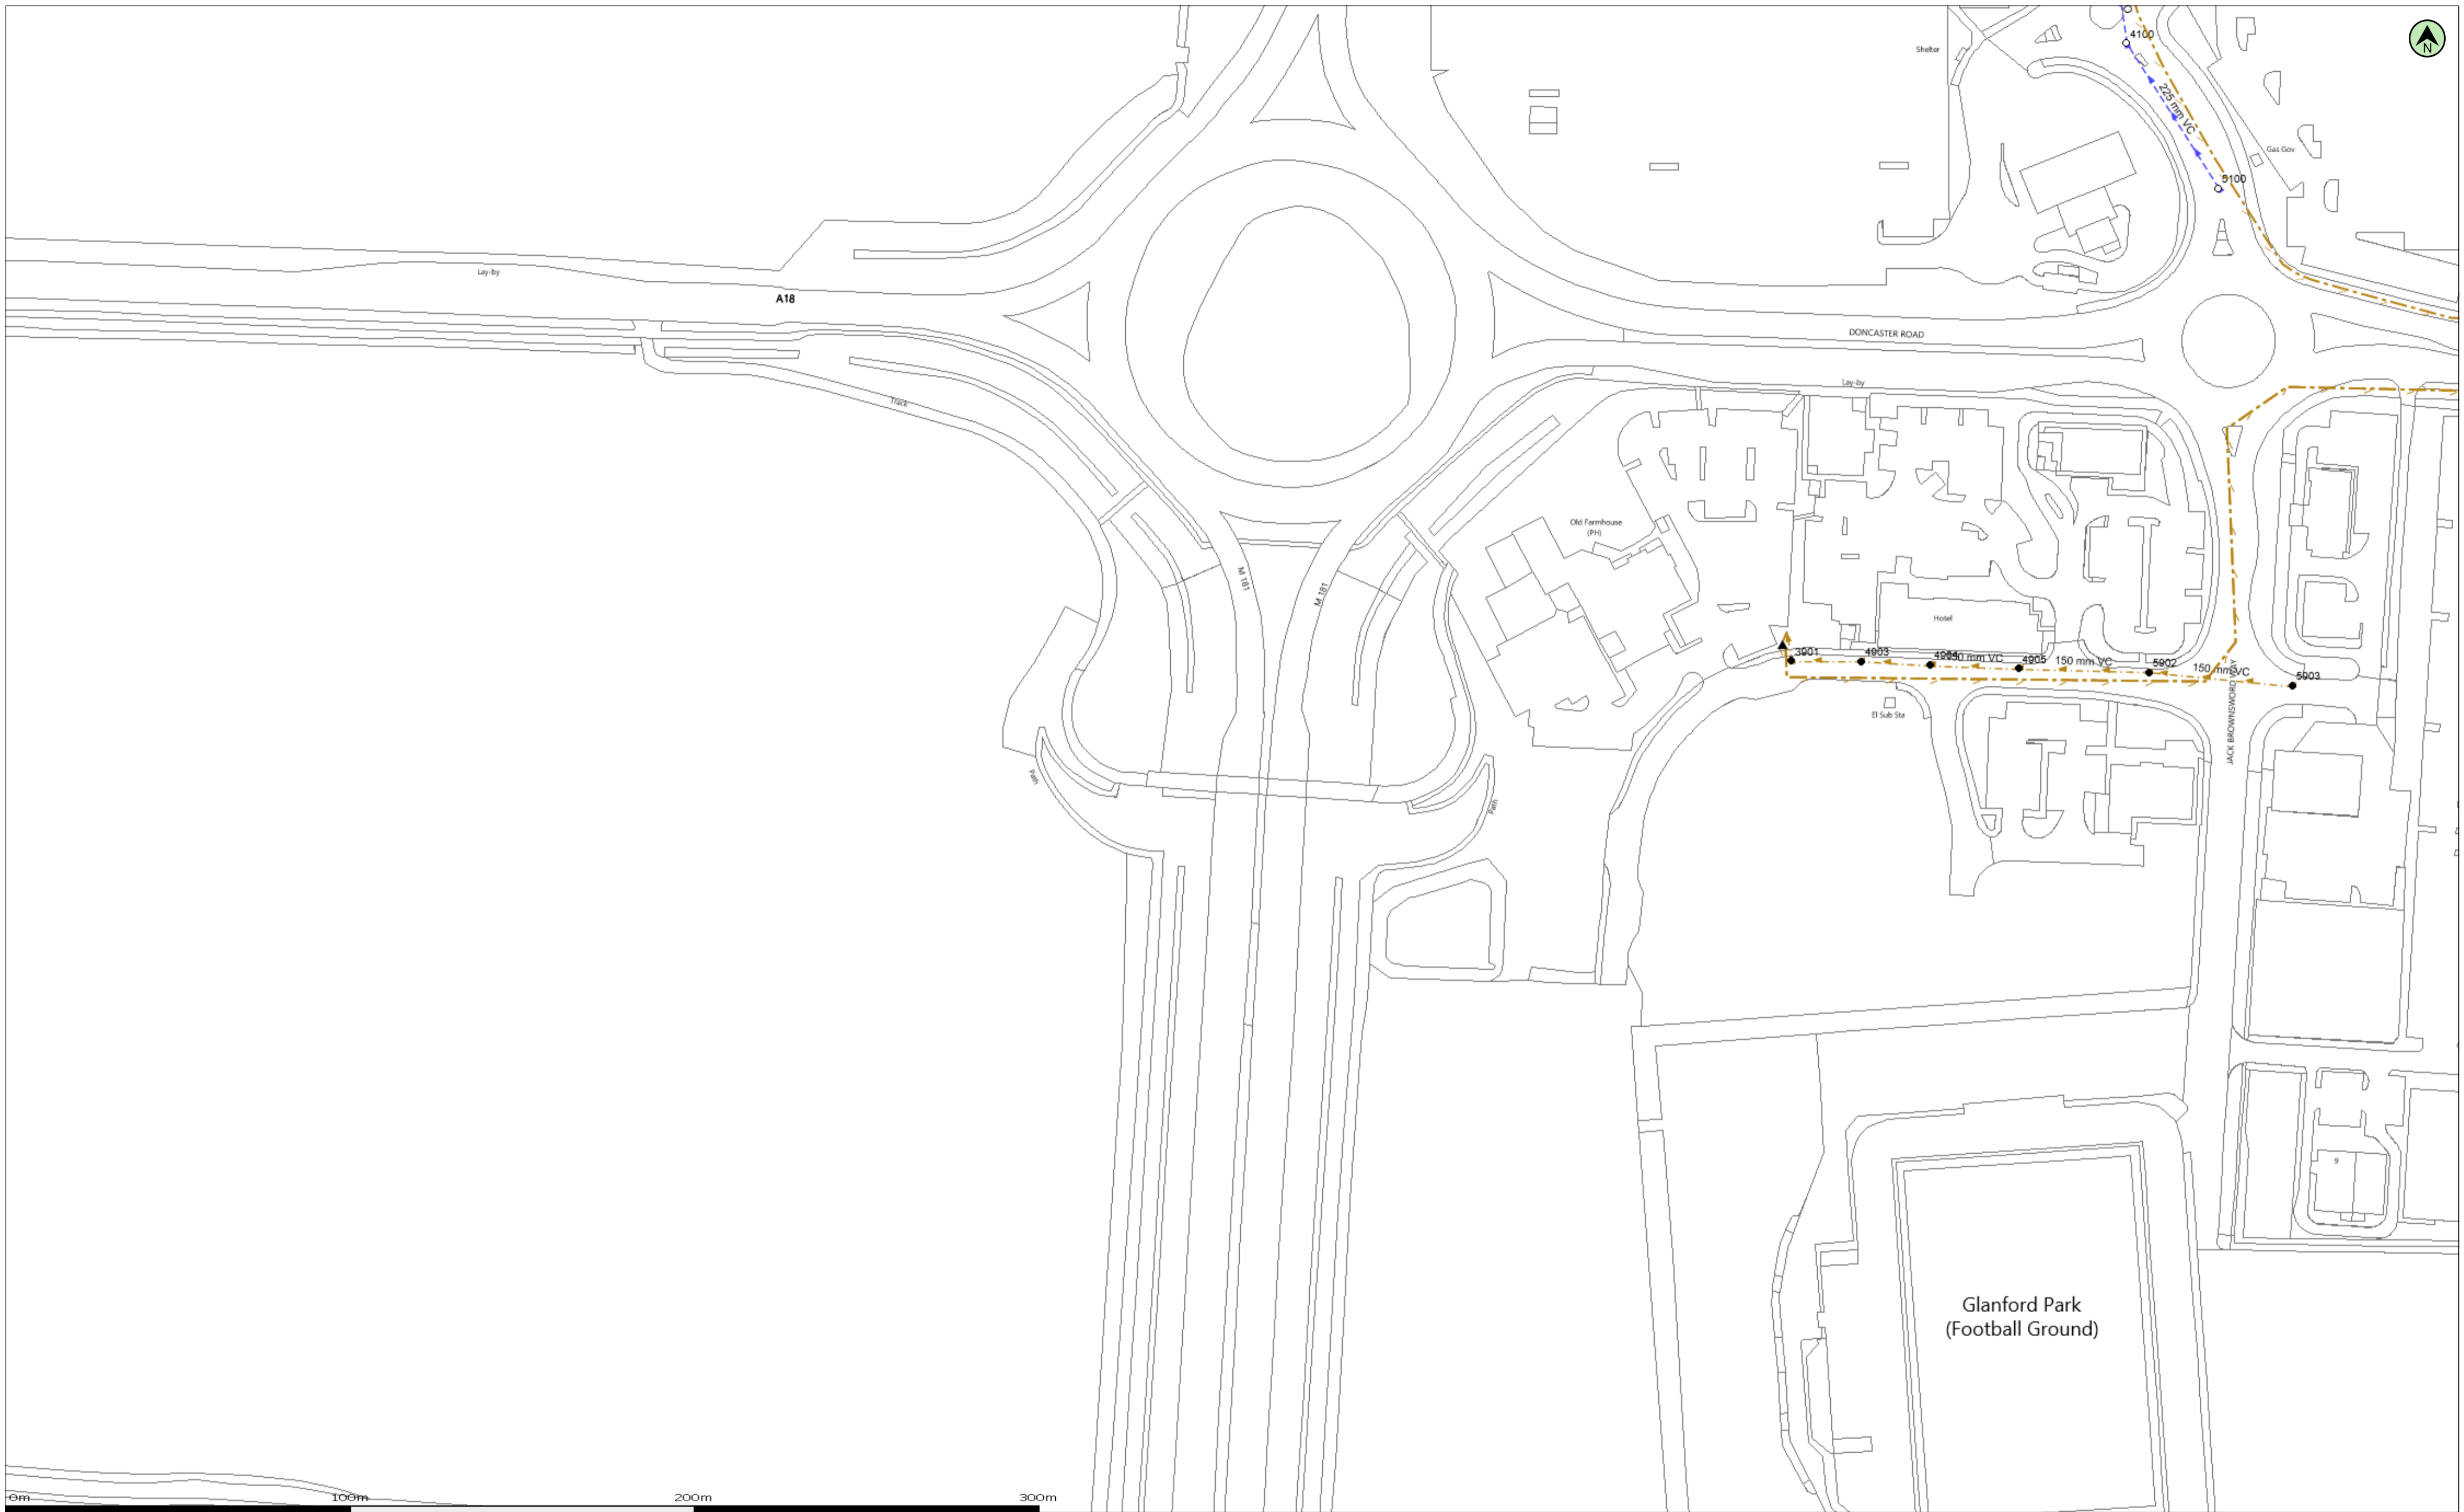 N
Shelter
4100
225 mm VC
Gas Gov
5100
Lay-by
A18
DONCASTER ROAD
Lay-by
Track
Old Farmhouse
(PH)
M 181
M 181
Hotel
3901
4903
4904
150 mm VC
4905
150 mm VC
5902
150 mm VC
5903
El Sub Sta
JACK BROWNSWORD WAY
Path
Path
9
Glanford Park
(Football Ground)
0m
100m
200m
300m